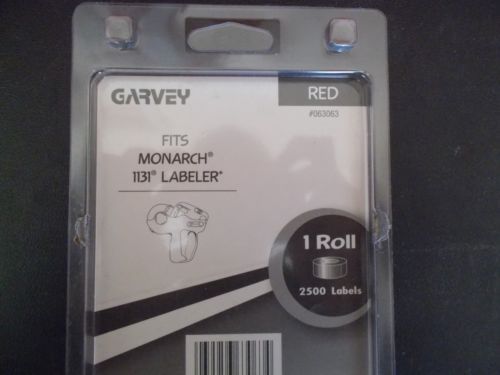 GARVEY
RED
#063063
FITS
MONARCH®
1131® LABELER*
1 Roll
2500 Labels